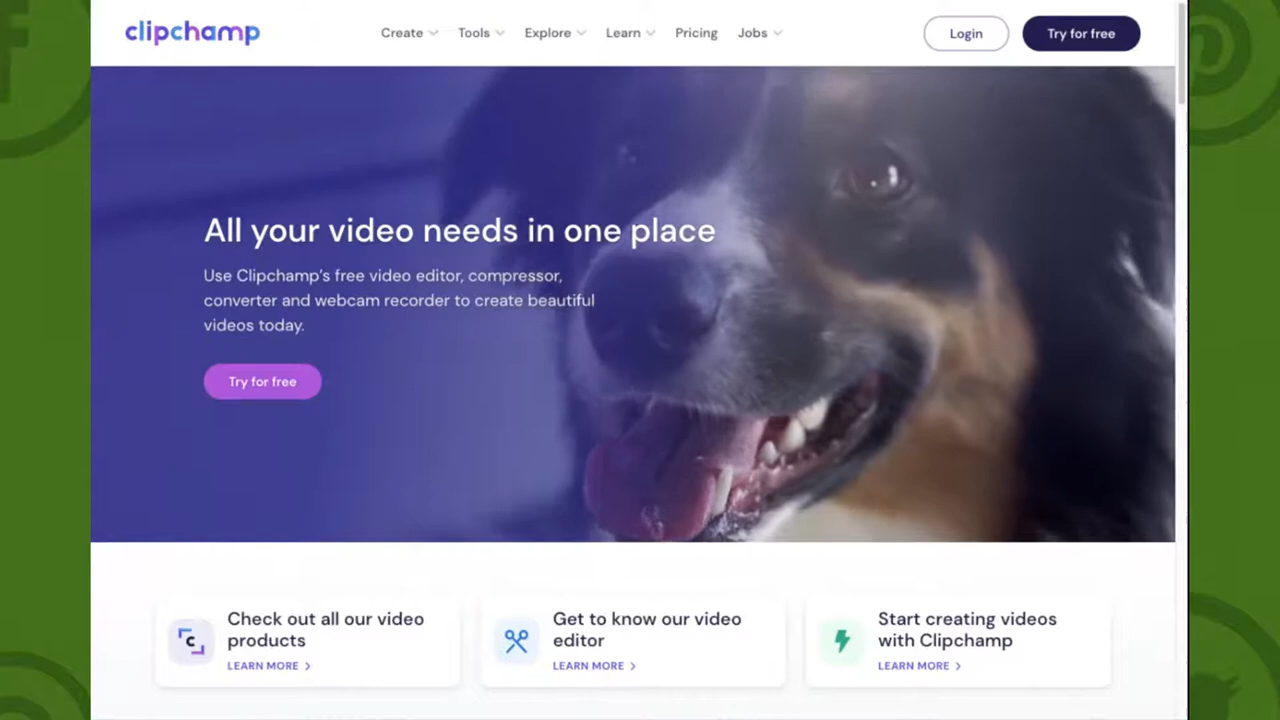 clipchamp
Create
Tools
Explore
Learn
Pricing
Jobs
Login
Try for free
All your video needs in one place
Use Clipchamp's free video editor, compressor,
converter and webcam recorder to create beautiful
videos today.
Try for free
Check out all our video
products
LEARN MORE
Get to know our video
editor
LEARN MORE
Start creating videos
with Clipchamp
LEARN MORE